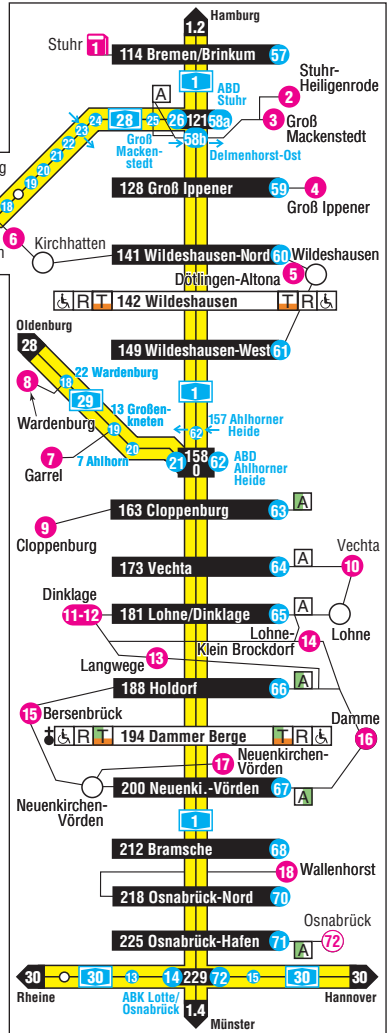 Hamburg
1.2
Stuhr 1
114 Bremen/Brinkum 57
1 ABD Stuhr
Stuhr-Heiligenrode
2
A
24 28 25 26 121 58a
3 Groß Mackenstedt
23
22
21
20
19
18
Groß Macken-
stedt
58b
Delmenhorst-Ost
128 Groß Ippener 59 4
Groß Ippener
6
Kirchhatten
141 Wildeshausen-Nord 60 Wildeshausen
Dötlingen-Altona 5
R T 142 Wildeshausen T R
Oldenburg
28
149 Wildeshausen-West 61
22 Wardenburg
8 18
29
1
Wardenburg
13 Großen-
kneten
19
157 Ahlhorner
Heide
62
7
Garrel
7 Ahlhorn
20
21 158 62
0
ABD
Ahlhorner
Heide
163 Cloppenburg 63 A
9
Cloppenburg
173 Vechta 64 A
Vechta
10
Dinklage
11-12
181 Lohne/Dinklage 65 A
Lohne
Lohne-
Klein Brockdorf 14
Langwege 13
188 Holdorf 66 A
15 Bersenbrück
Damme
16
R T 194 Dammer Berge T R
17 Neuenkirchen-
Vörden
Neuenkirchen-
Vörden
200 Neuenki.-Vörden 67 A
1
212 Bramsche 68
18 Wallenhorst
218 Osnabrück-Nord 70
Osnabrück
225 Osnabrück-Hafen 71 A 72
30 30 13 14 229 72 15 30 30
Rheine
ABK Lotte/
Osnabrück
Hannover
1.4
Münster